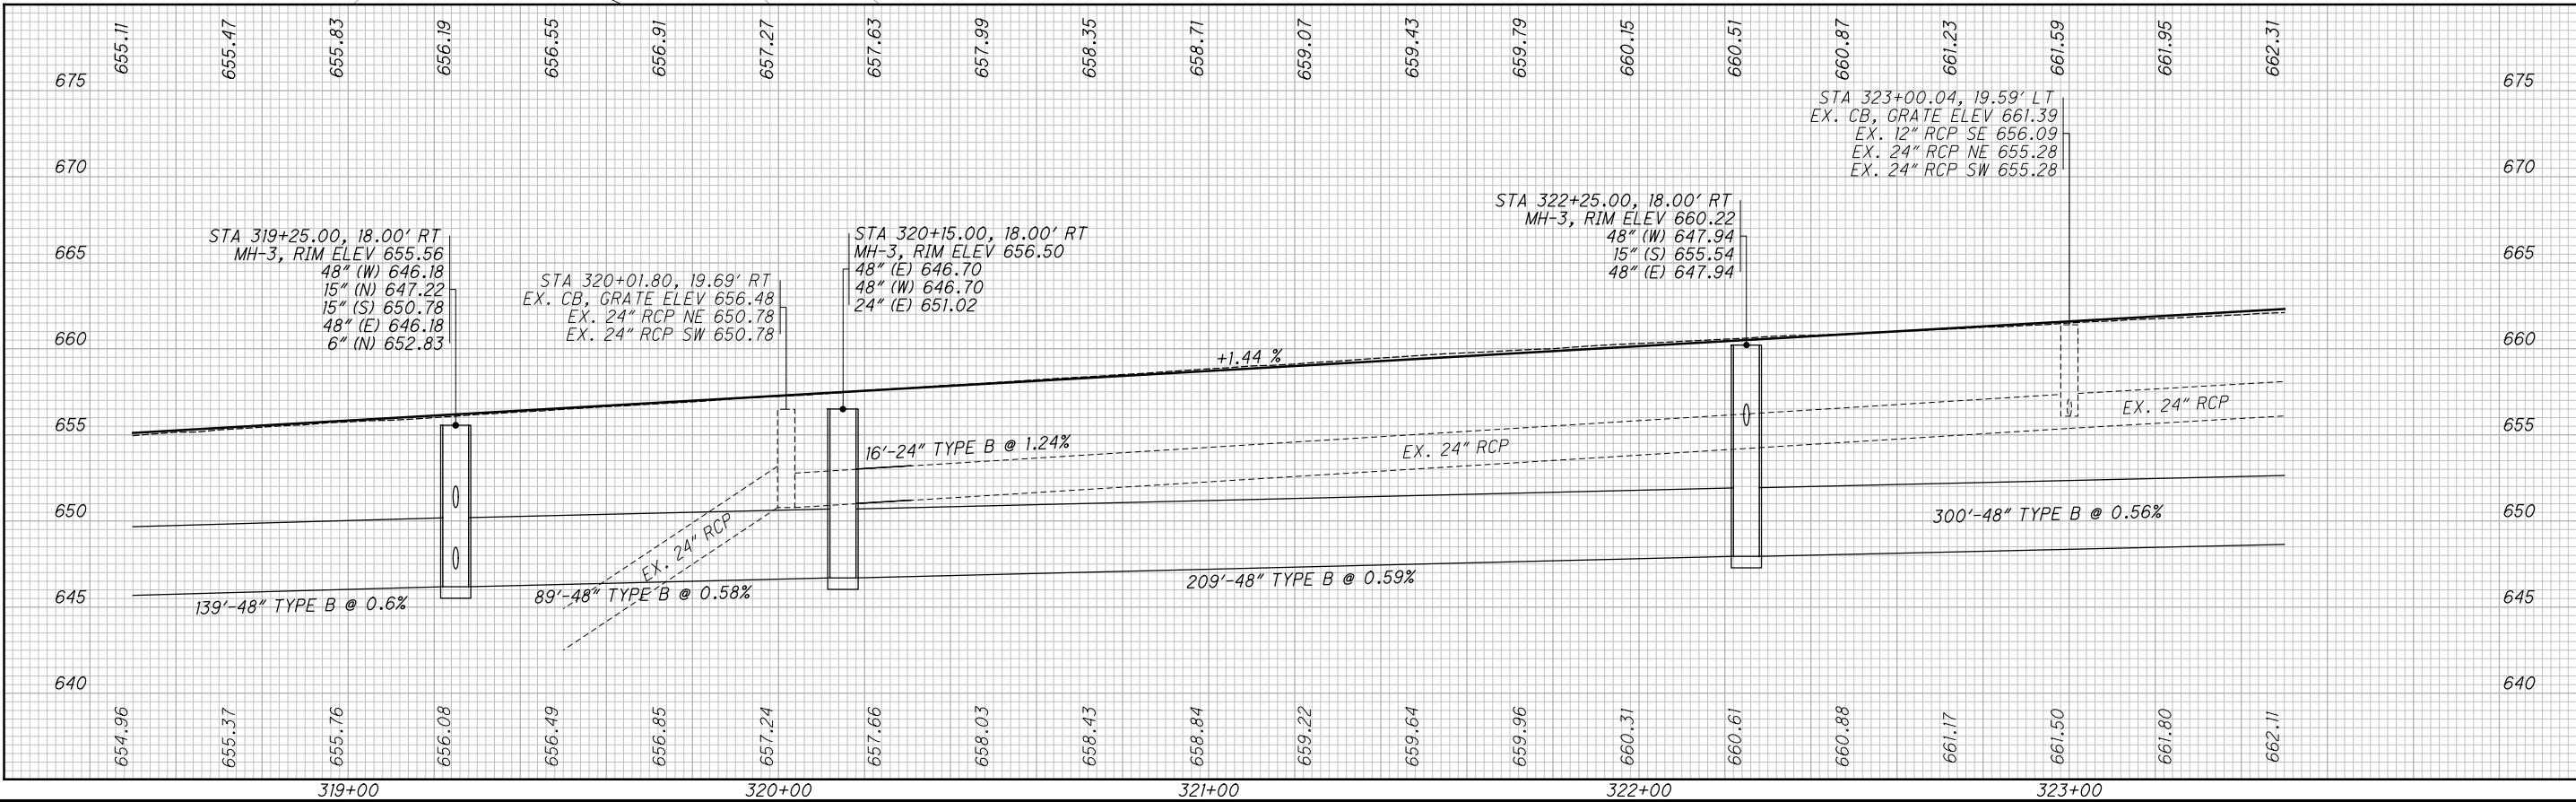 655.11 655.47 655.83 656.19 656.55 656.91 657.27 657.63 657.99 658.35 658.71 659.07 659.43 659.79 660.15 660.51 660.87 661.23 661.59 661.95 662.31
675 675
STA 323+00.04, 19.59' LT
EX. CB, GRATE ELEV 661.39
EX. 12" RCP SE 656.09
EX. 24" RCP NE 655.28
EX. 24" RCP SW 655.28
670 670
STA 322+25.00, 18.00' RT
MH-3, RIM ELEV 660.22
48" (W) 647.94
15" (S) 655.54
48" (E) 647.94
STA 319+25.00, 18.00' RT
MH-3, RIM ELEV 655.56
48" (W) 646.18
15" (N) 647.22
15" (S) 650.78
48" (E) 646.18
6" (N) 652.83
STA 320+01.80, 19.69' RT
EX. CB, GRATE ELEV 656.48
EX. 24" RCP NE 650.78
EX. 24" RCP SW 650.78
STA 320+15.00, 18.00' RT
MH-3, RIM ELEV 656.50
48" (E) 646.70
48" (W) 646.70
24" (E) 651.02
665 665
660 660
+1.44 %
EX. 24" RCP
655 655
16'-24" TYPE B @ 1.24%
EX. 24" RCP
650 650
300'-48" TYPE B @ 0.56%
EX. 24" RCP
209'-48" TYPE B @ 0.59%
89'-48" TYPE B @ 0.58%
139'-48" TYPE B @ 0.6%
645 645
640 640
654.96 655.37 655.76 656.08 656.49 656.85 657.24 657.66 658.03 658.43 658.84 659.22 659.64 659.96 660.31 660.61 660.88 661.17 661.50 661.80 662.11
319+00 320+00 321+00 322+00 323+00